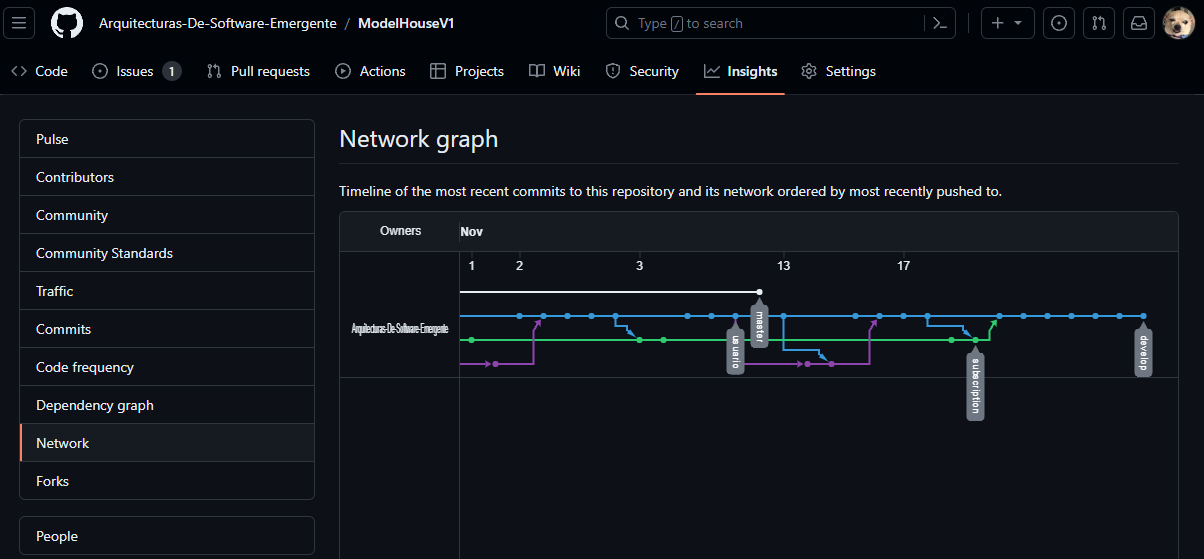 Arquitecturas-De-Software-Emergente / ModelHouseV1
Type / to search
Code
Issues 1
Pull requests
Actions
Projects
Wiki
Security
Insights
Settings
Pulse
Contributors
Community
Community Standards
Traffic
Commits
Code frequency
Dependency graph
Network
Forks
People
Network graph
Timeline of the most recent commits to this repository and its network ordered by most recently pushed to.
Owners
Nov
1 2 3 13 17
Arquitecturas-De-Software-Emergente
master
usuario
develop
subscription